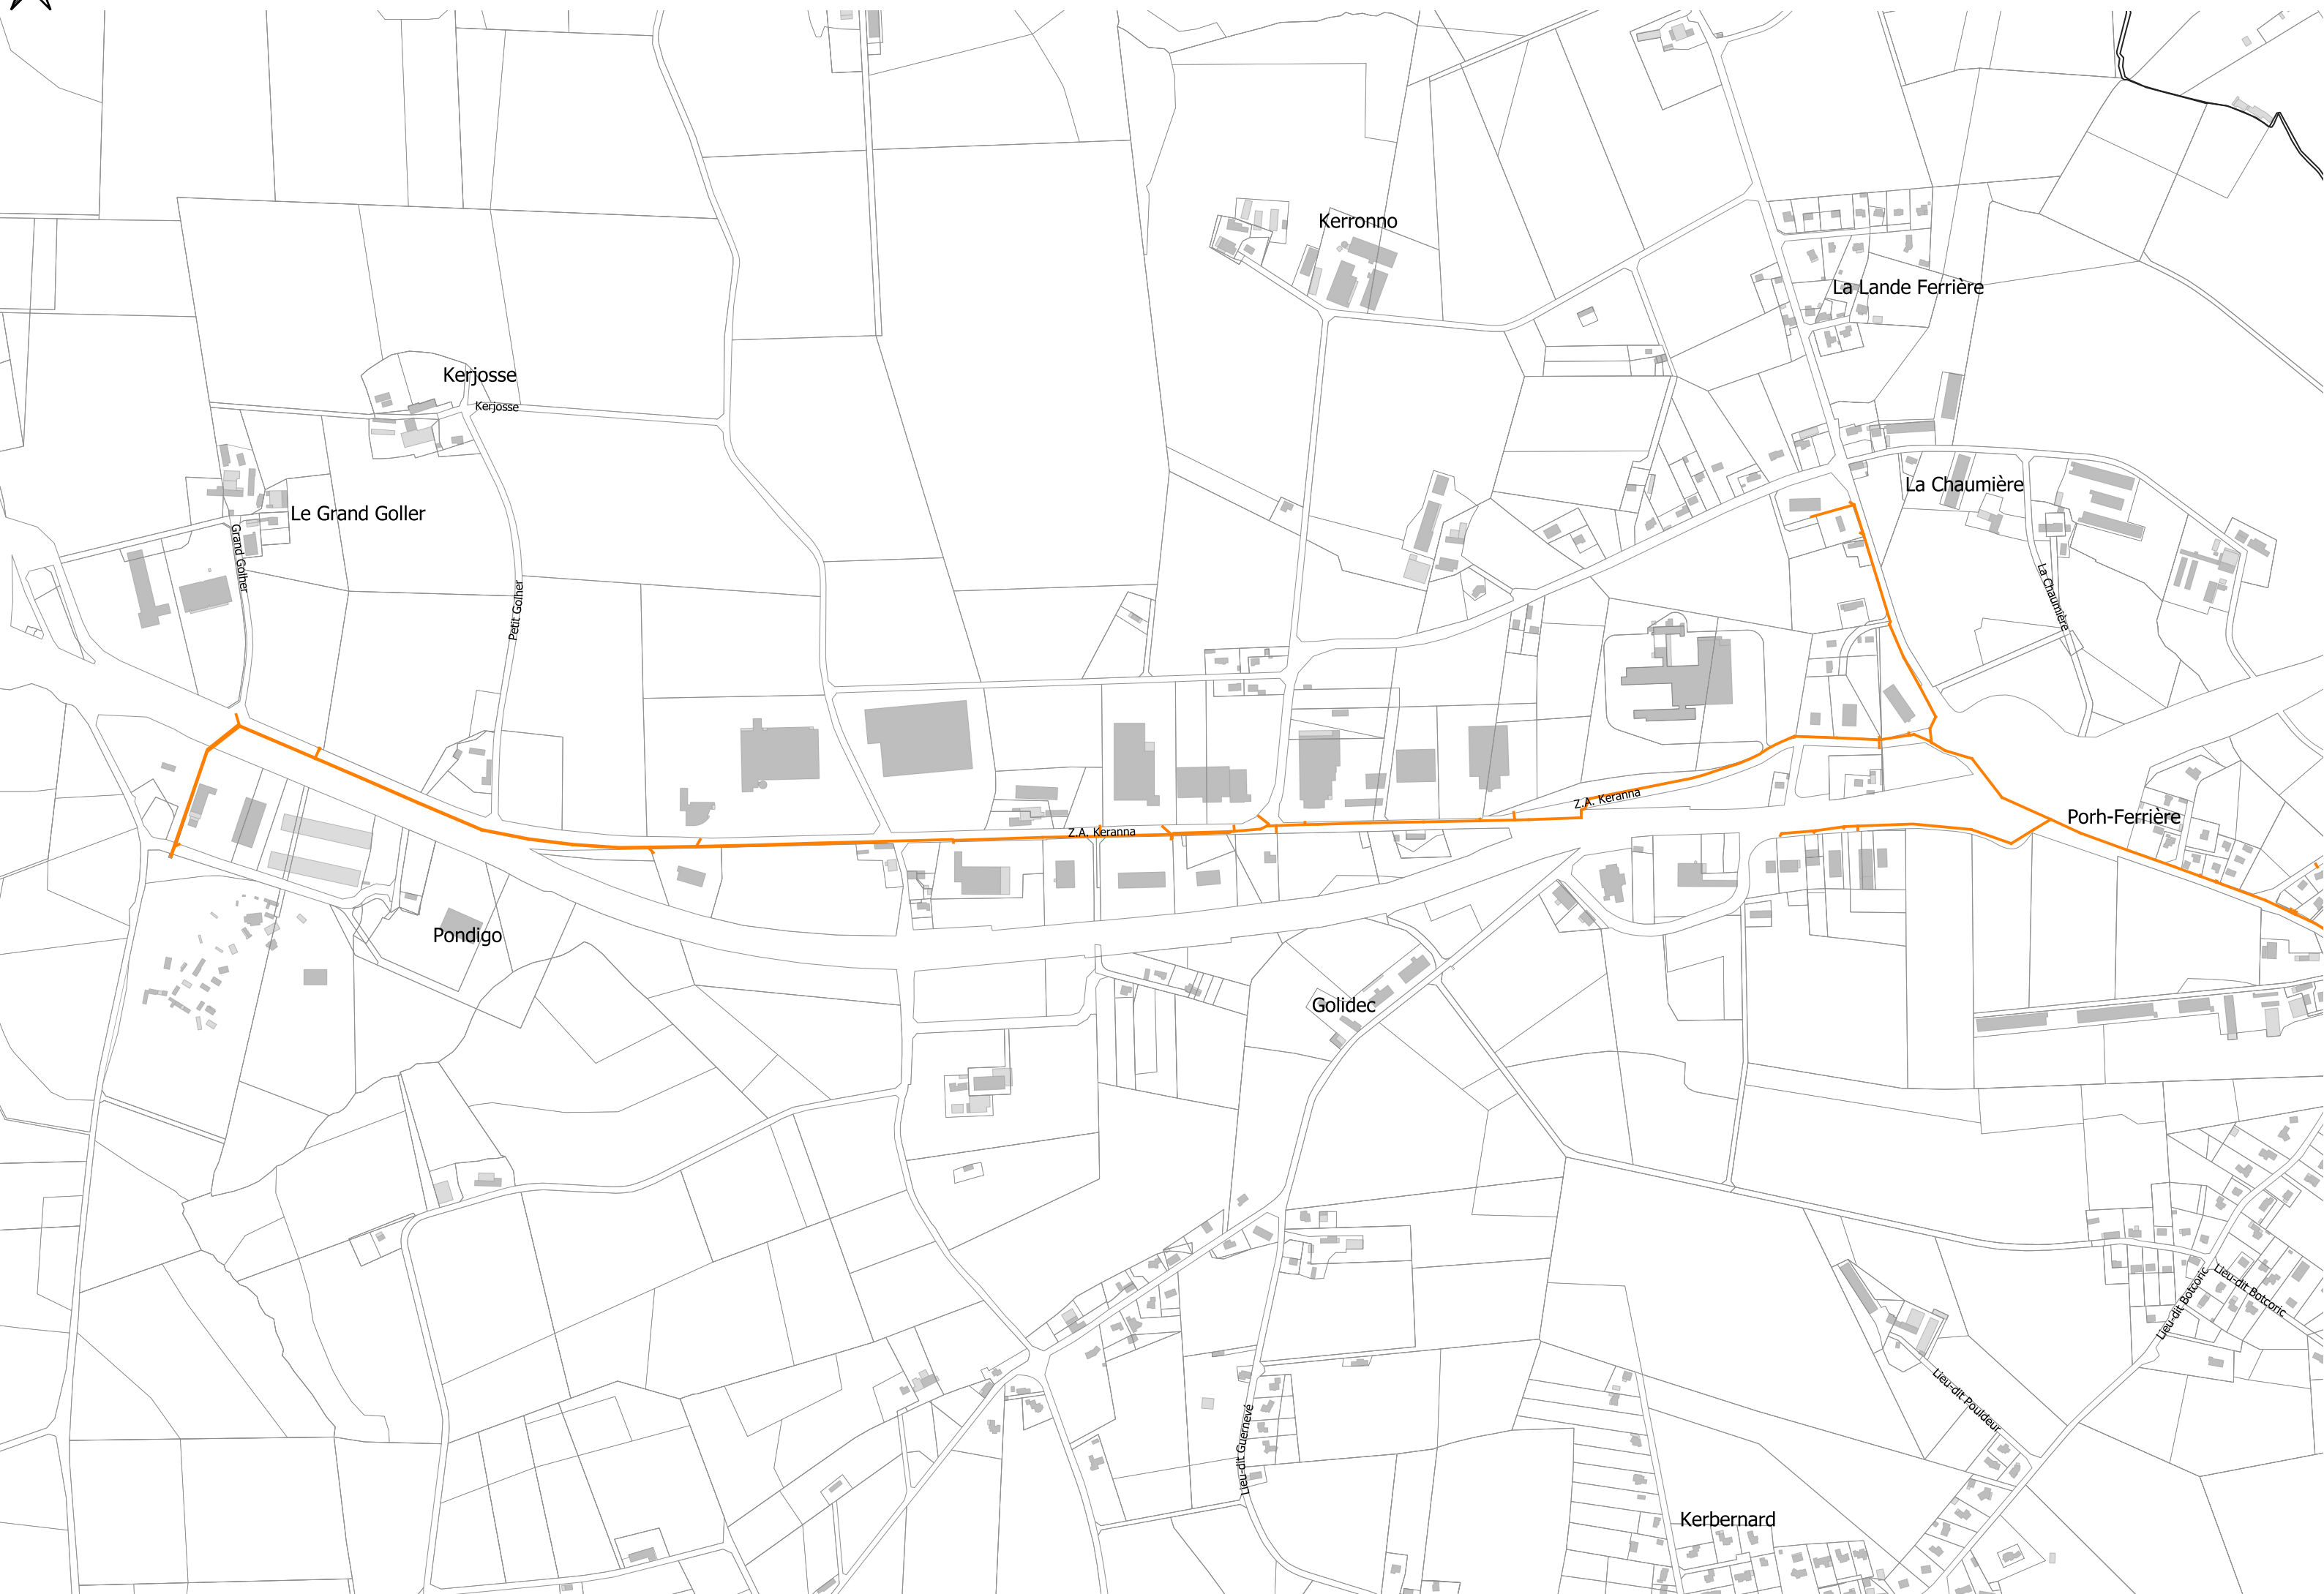 Kerronno
La Lande Ferrière
Kerjosse
Kerjosse
La Chaumière
Le Grand Goller
Grand Golher
Petit Golher
La Chaumière
Z.A. Keranna
Porh-Ferrière
Z.A. Keranna
Pondigo
Golidec
Lieu-dit Botcoric
Lieu-dit Botcoric
Lieu-dit Pouldeur
Lieu-dit Guernevé
Kerbernard